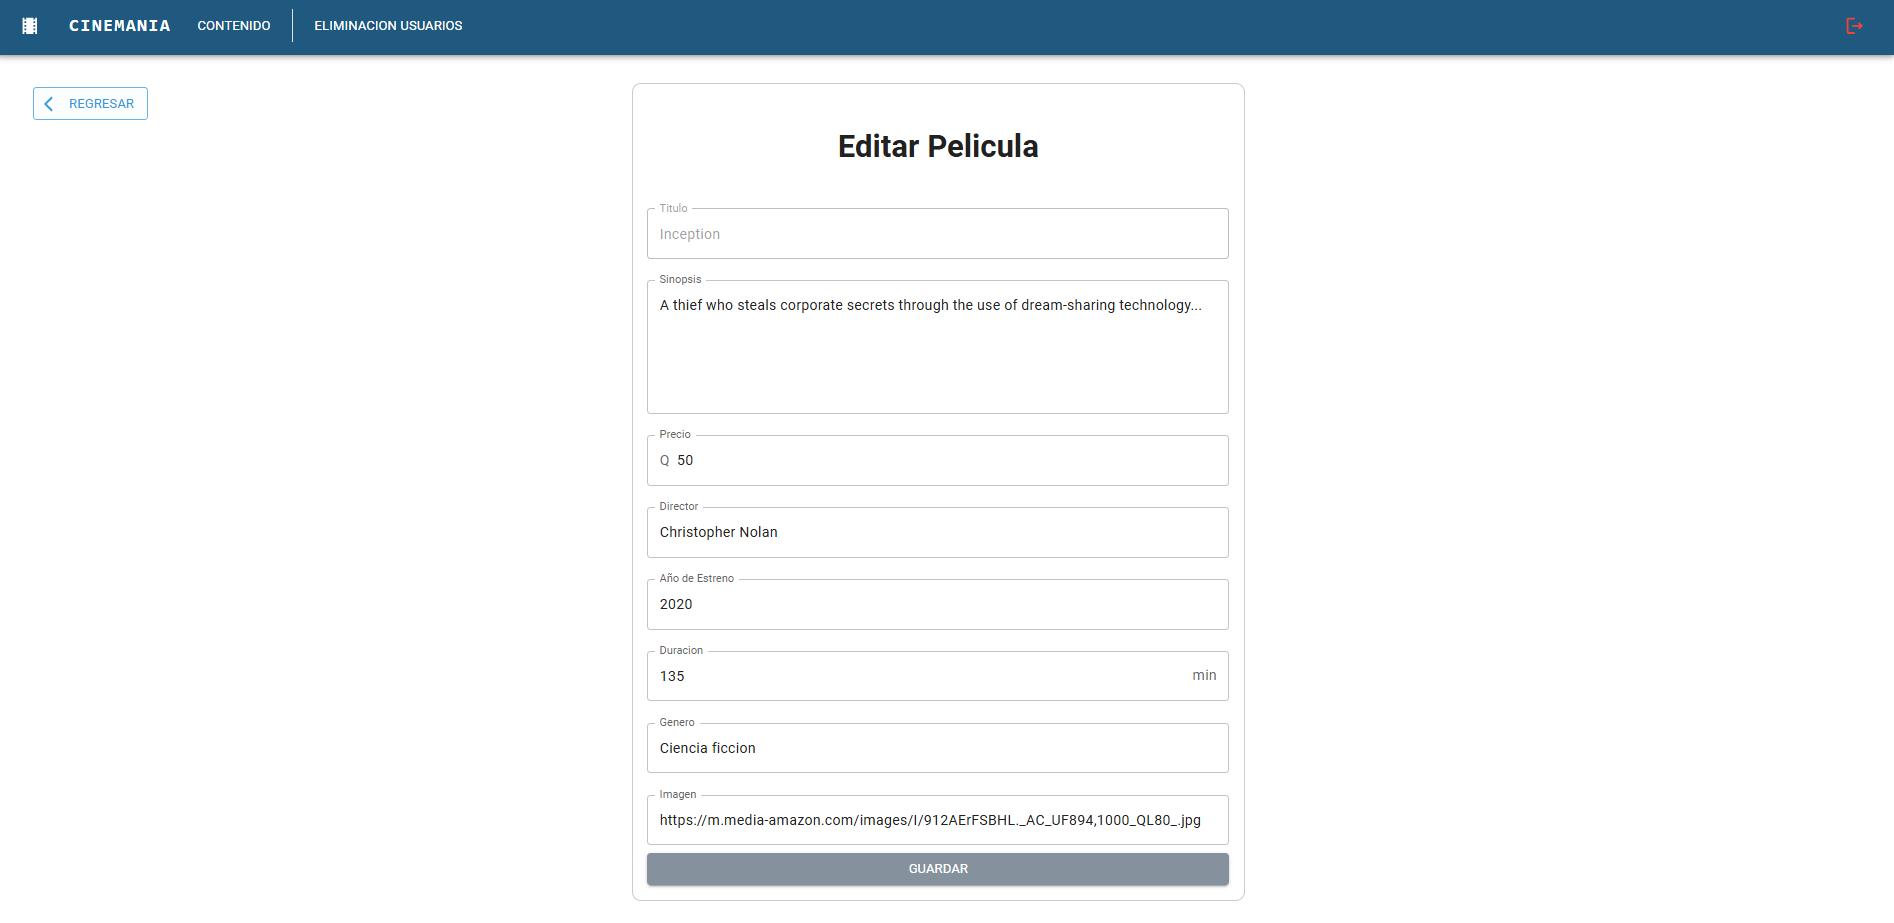 CINEMANIA CONTENIDO ELIMINACION USUARIOS
REGRESAR
Editar Pelicula
Titulo
Inception
Sinopsis
A thief who steals corporate secrets through the use of dream-sharing technology...
Precio
Q 50
Director
Christopher Nolan
Año de Estreno
2020
Duracion
135 min
Genero
Ciencia ficcion
Imagen
https://m.media-amazon.com/images/I/912AErFSBHL._AC_UF894,1000_QL80_.jpg
GUARDAR